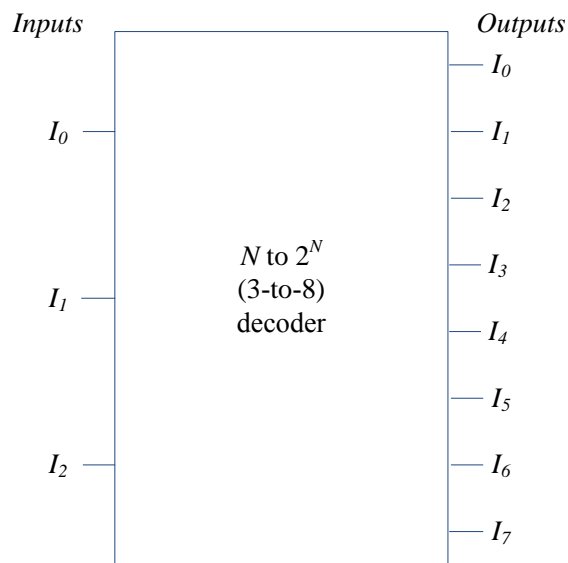 Inputs
Outputs
I₀
I₁
I₂
N to 2ᴺ
(3-to-8)
decoder
I₀
I₁
I₂
I₃
I₄
I₅
I₆
I₇